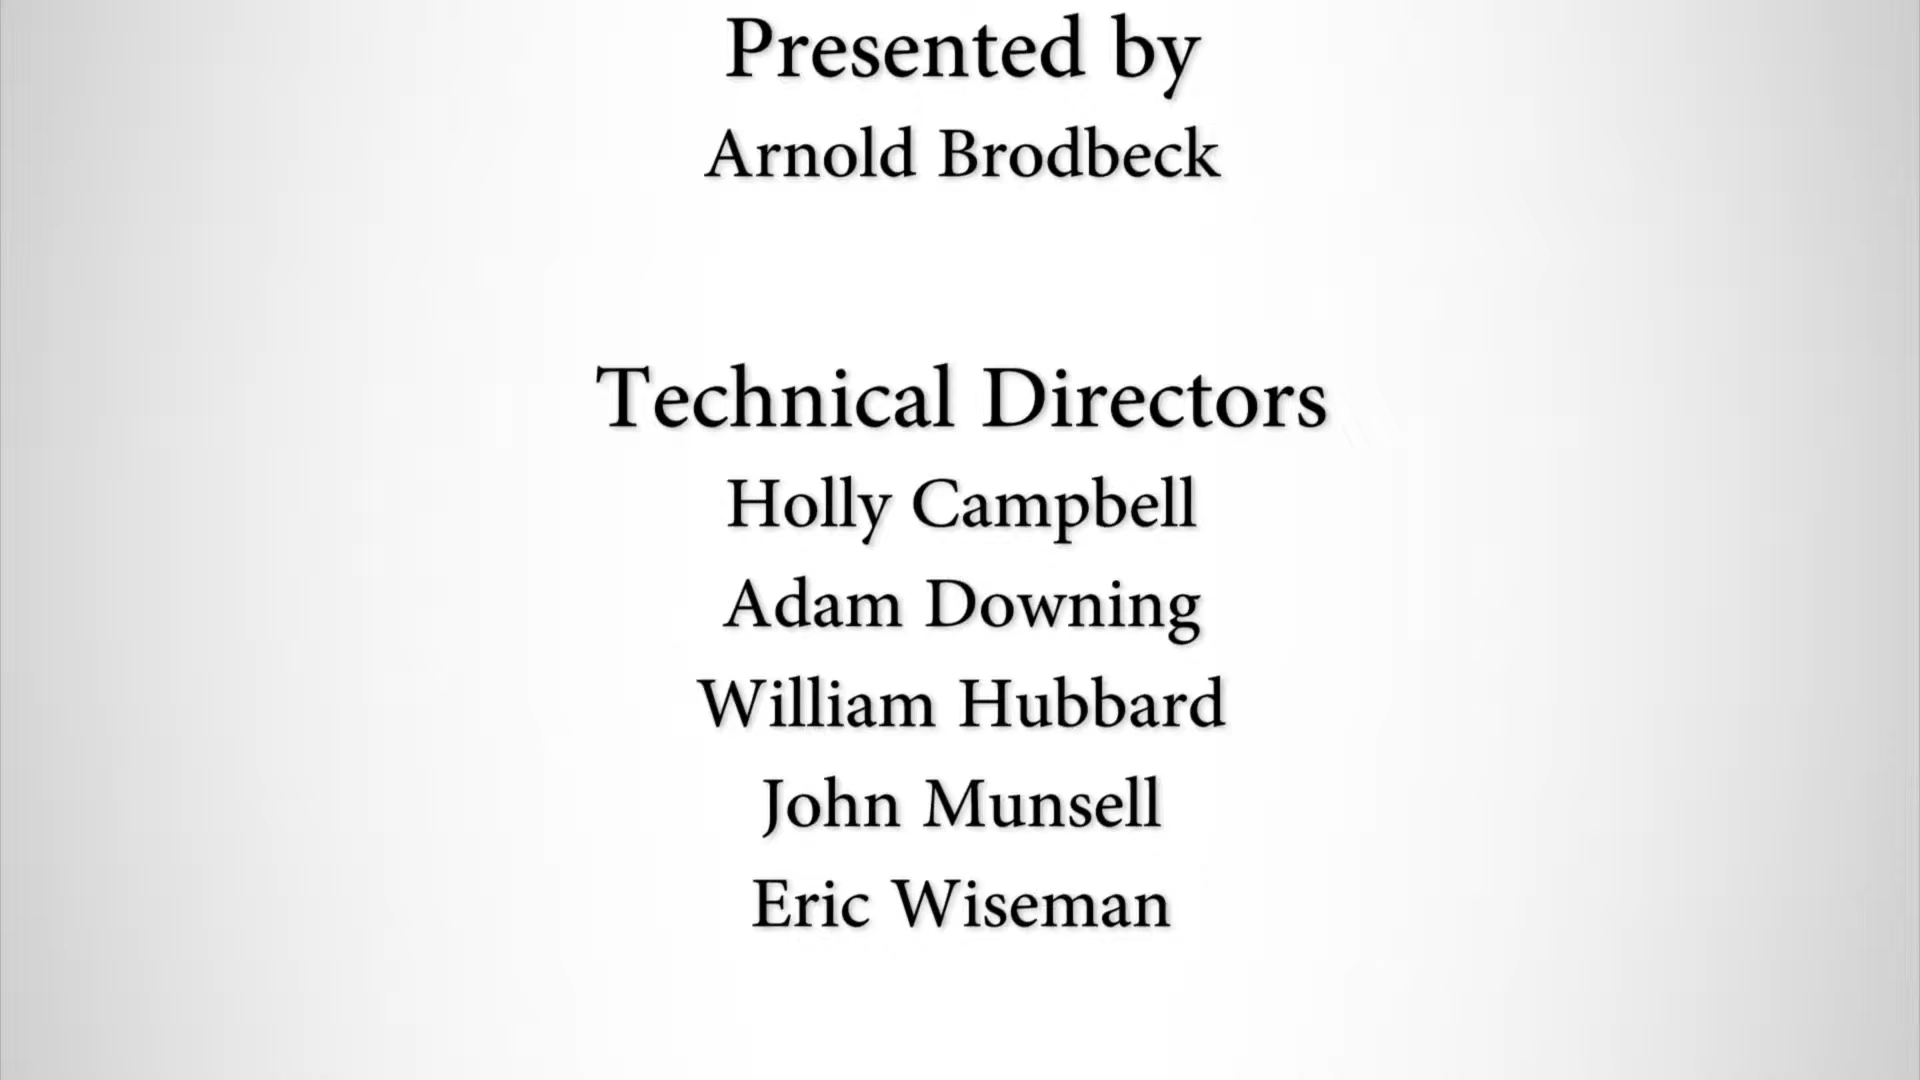 Presented by
Arnold Brodbeck
Technical Directors
Holly Campbell
Adam Downing
William Hubbard
John Munsell
Eric Wiseman